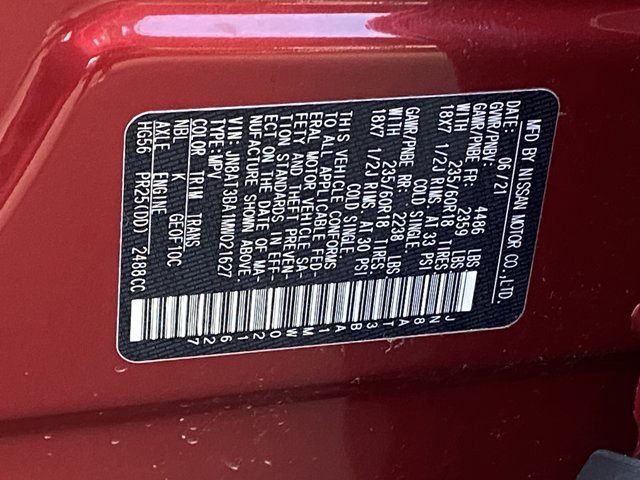 MFD BY NISSAN MOTOR CO.,LTD.
DATE: 06/21
GVWR/PNBV: 4486 LBS
GAWR/PNBE FR: 2359 LBS
WITH 235/60R18 TIRES
18X7 1/2J RIMS, AT 33 PSI
COLD SINGLE.
GAWR/PNBE RR: 2238 LBS
WITH 235/60R18 TIRES
18X7 1/2J RIMS, AT 30 PSI
COLD SINGLE.
THIS VEHICLE CONFORMS
TO ALL APPLICABLE FED-
ERAL MOTOR VEHICLE SA-
FETY AND THEFT PREVEN-
TION STANDARDS IN EFF-
ECT ON THE DATE OF MA-
NUFACTURE SHOWN ABOVE.
VIN: JN8AT3BA1MW021627
TYPE:MPV
COLOR TRIM TRANS
NBL K GE0F10C
AXLE ENGINE
HG56 PR25(DD) 2488CC
JN8AT3BA1MW021627